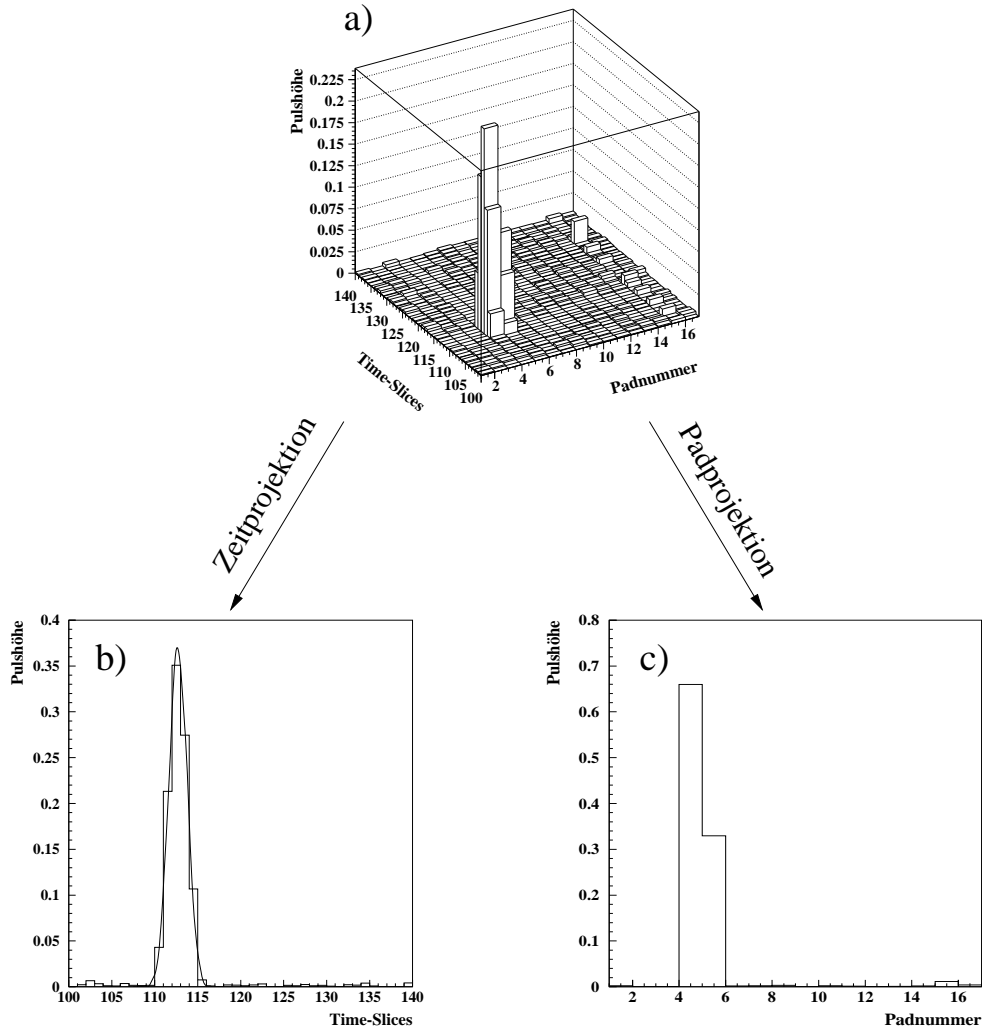 a)
Pulshöhe
0.225
0.2
0.175
0.15
0.125
0.1
0.075
0.05
0.025
0
140
135
130
125
120
115
110
105
100
Time-Slices
2 4 6 8 10 12 14 16
Padnummer
Zeitprojektion
Padprojektion
b)
Pulshöhe
0.4
0.35
0.3
0.25
0.2
0.15
0.1
0.05
0
100 105 110 115 120 125 130 135 140
Time-Slices
c)
Pulshöhe
0.8
0.7
0.6
0.5
0.4
0.3
0.2
0.1
0
2 4 6 8 10 12 14 16
Padnummer